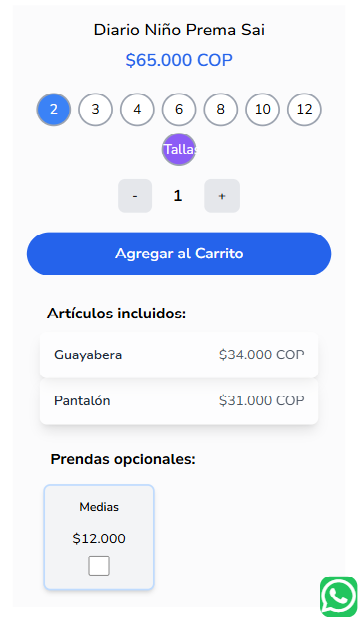 Diario Niño Prema Sai
$65.000 COP
2 3 4 6 8 10 12
Tallas
- 1 +
Agregar al Carrito
Artículos incluidos:
Guayabera $34.000 COP
Pantalón $31.000 COP
Prendas opcionales:
Medias
$12.000